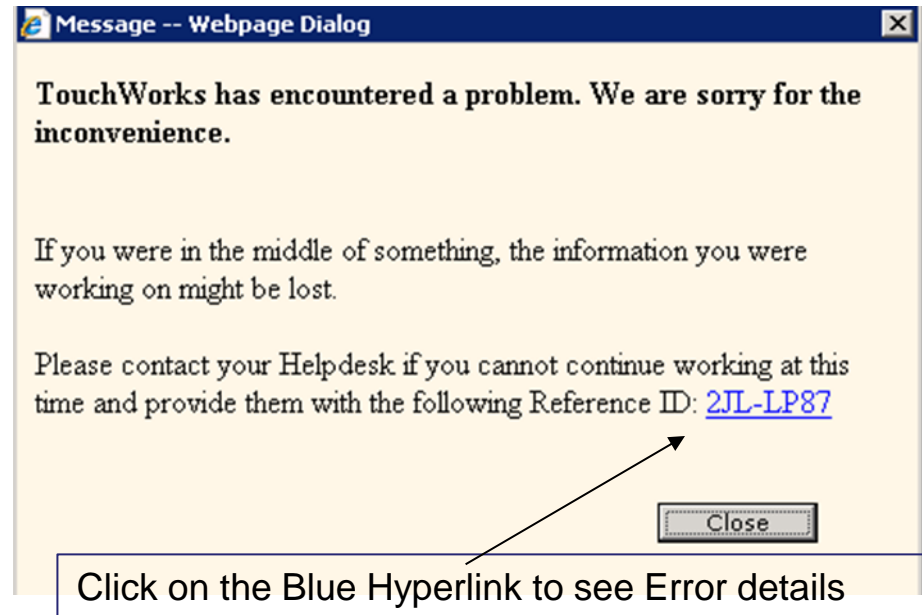 Message -- Webpage Dialog
TouchWorks has encountered a problem. We are sorry for the
inconvenience.
If you were in the middle of something, the information you were
working on might be lost.
Please contact your Helpdesk if you cannot continue working at this
time and provide them with the following Reference ID: 2JL-LP87
Close
Click on the Blue Hyperlink to see Error details